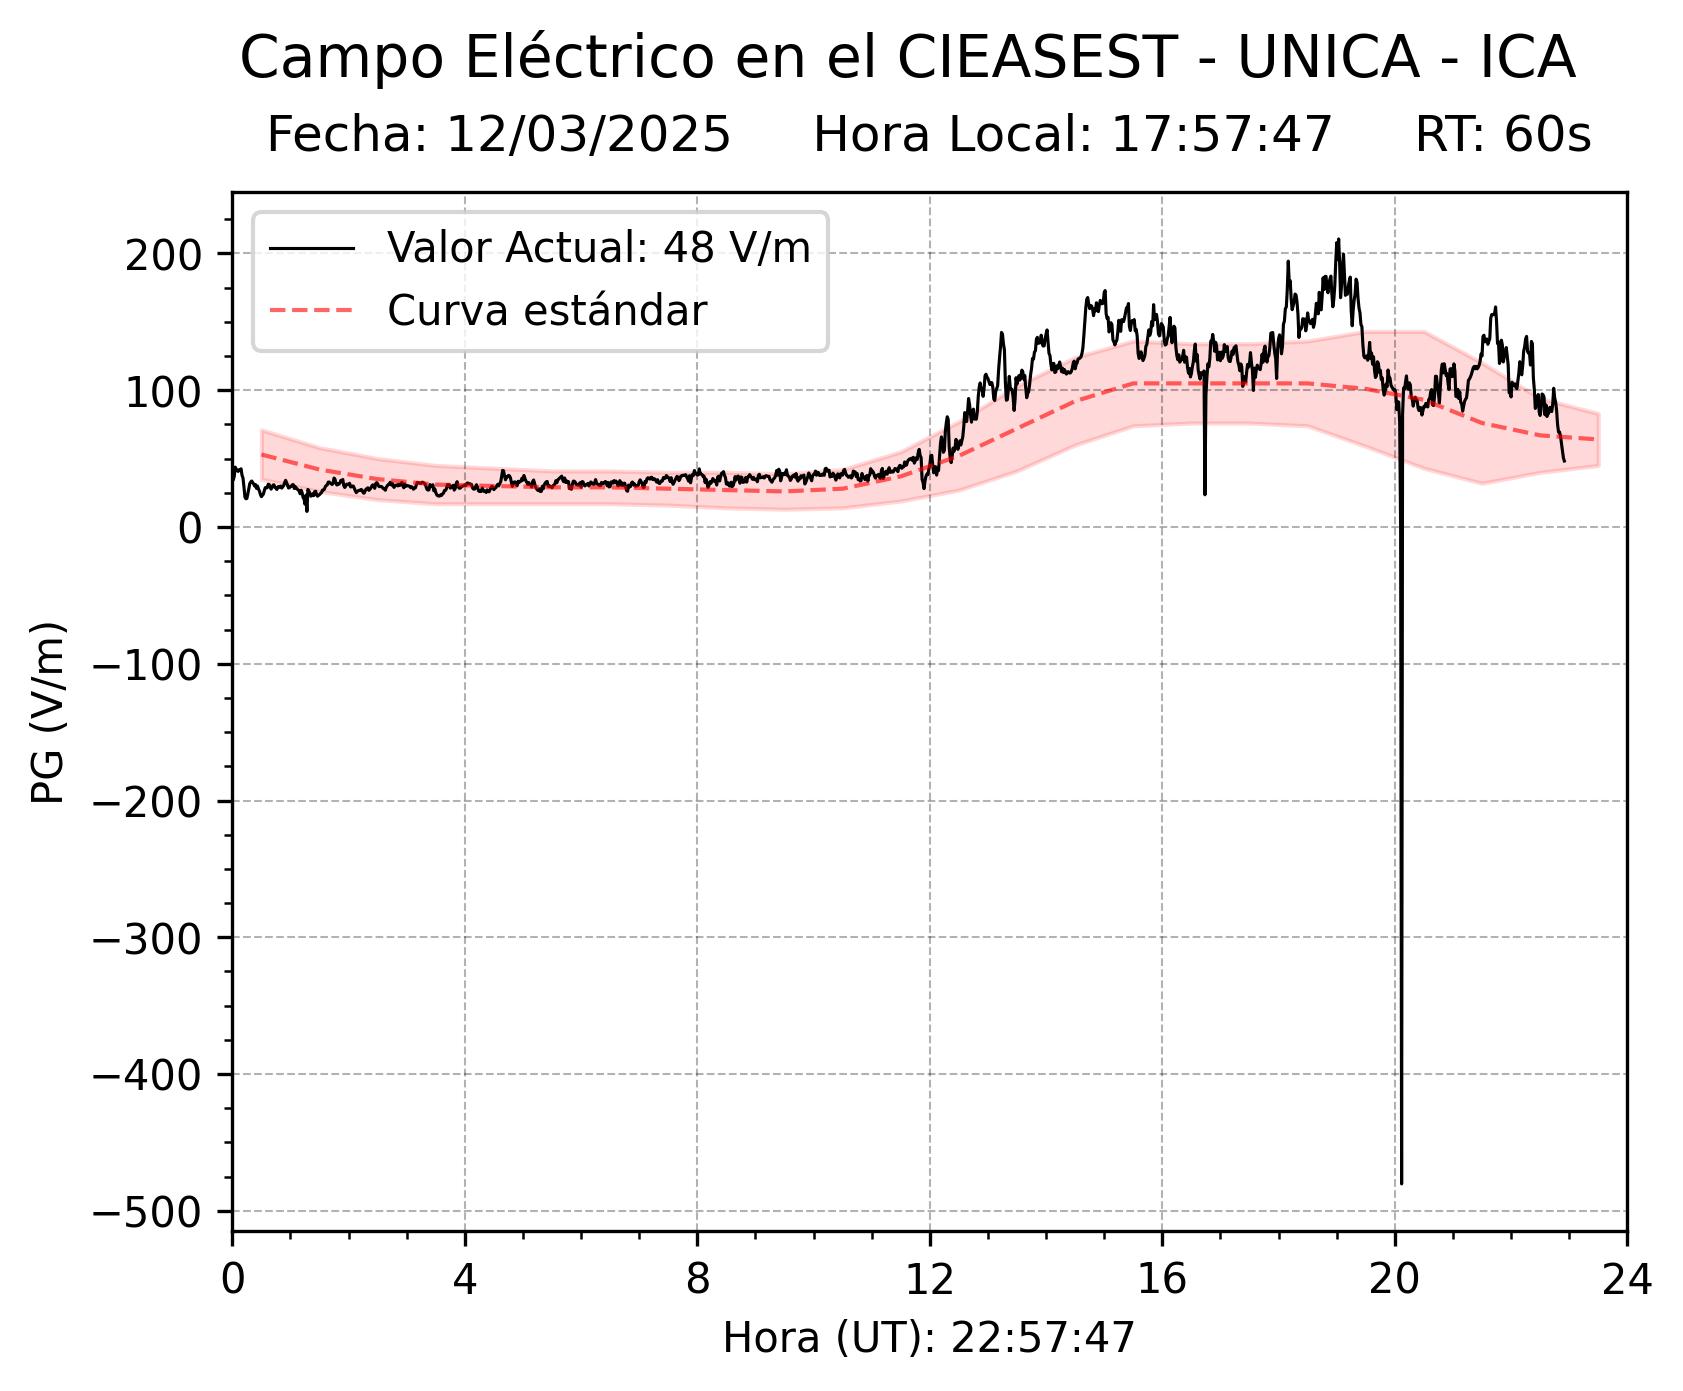 Campo Eléctrico en el CIEASEST - UNICA - ICA
Fecha: 12/03/2025 Hora Local: 17:57:47 RT: 60s
Valor Actual: 48 V/m
Curva estándar
PG (V/m)
200
100
0
−100
−200
−300
−400
−500
0 4 8 12 16 20 24
Hora (UT): 22:57:47